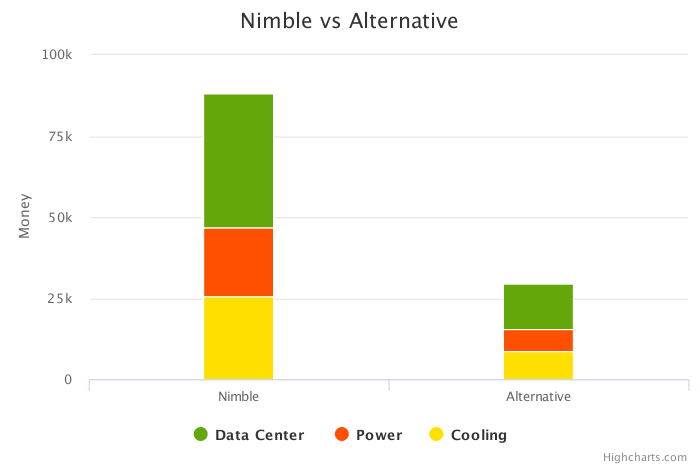 Nimble vs Alternative
100k
75k
50k
25k
0
Money
Nimble Alternative
Data Center Power Cooling
Highcharts.com